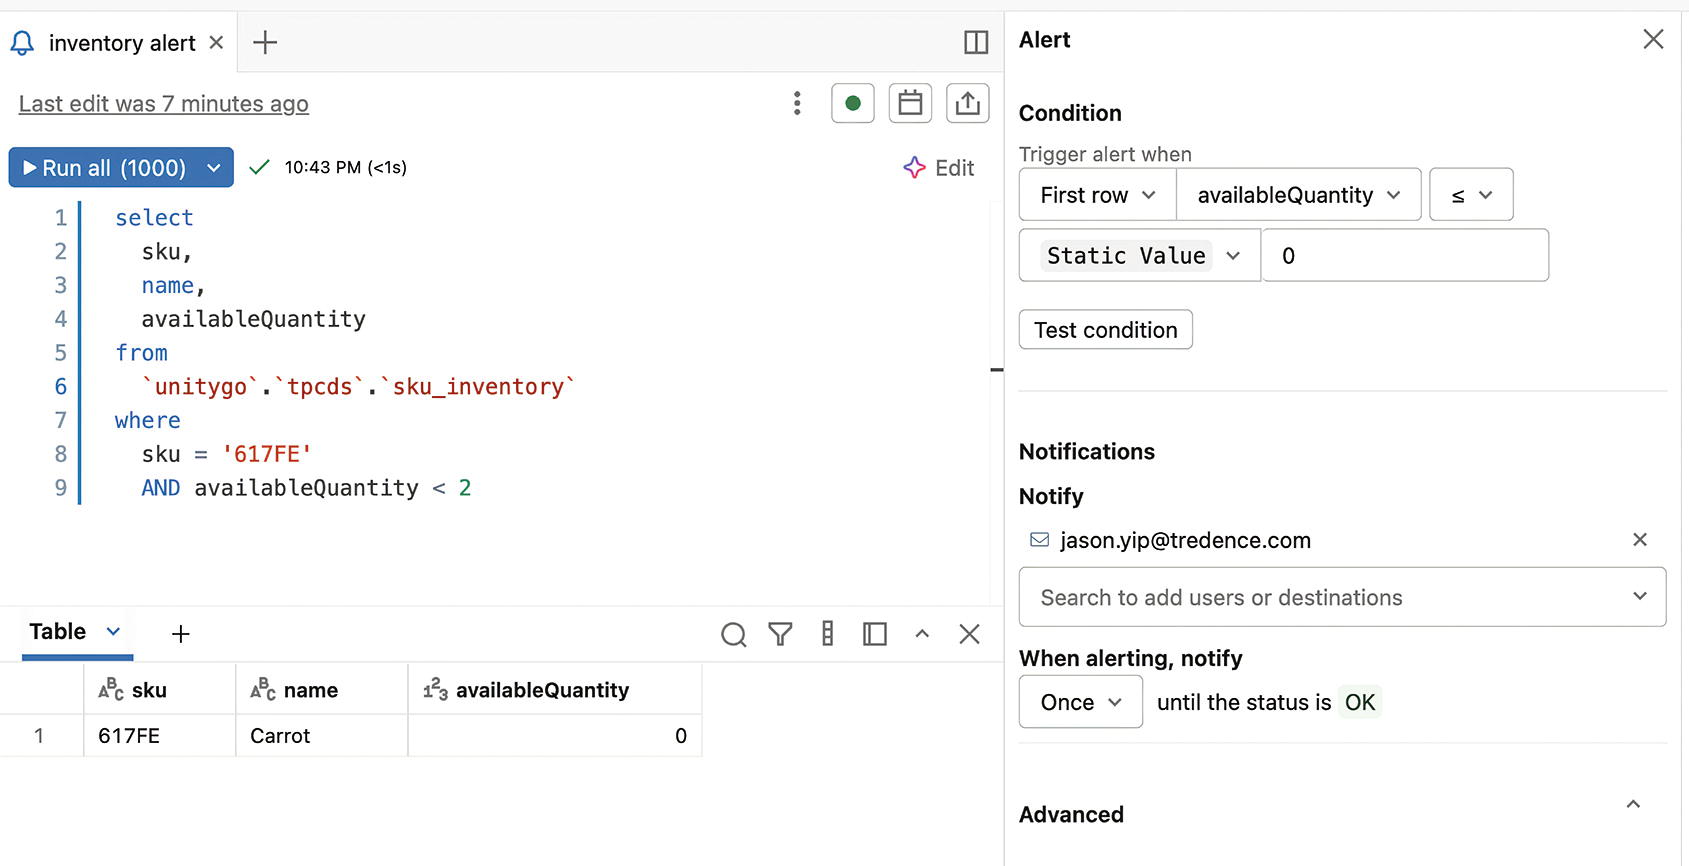 inventory alert
Last edit was 7 minutes ago
Run all (1000)
10:43 PM (<1s)
Edit
1 select
2 sku,
3 name,
4 availableQuantity
5 from
6 `unitygo`.`tpcds`.`sku_inventory`
7 where
8 sku = '617FE'
9 AND availableQuantity < 2
Table
ABC sku ABC name 123 availableQuantity
1 617FE Carrot 0
Alert
Condition
Trigger alert when
First row availableQuantity ≤
Static Value 0
Test condition
Notifications
Notify
jason.yip@tredence.com
Search to add users or destinations
When alerting, notify
Once until the status is OK
Advanced